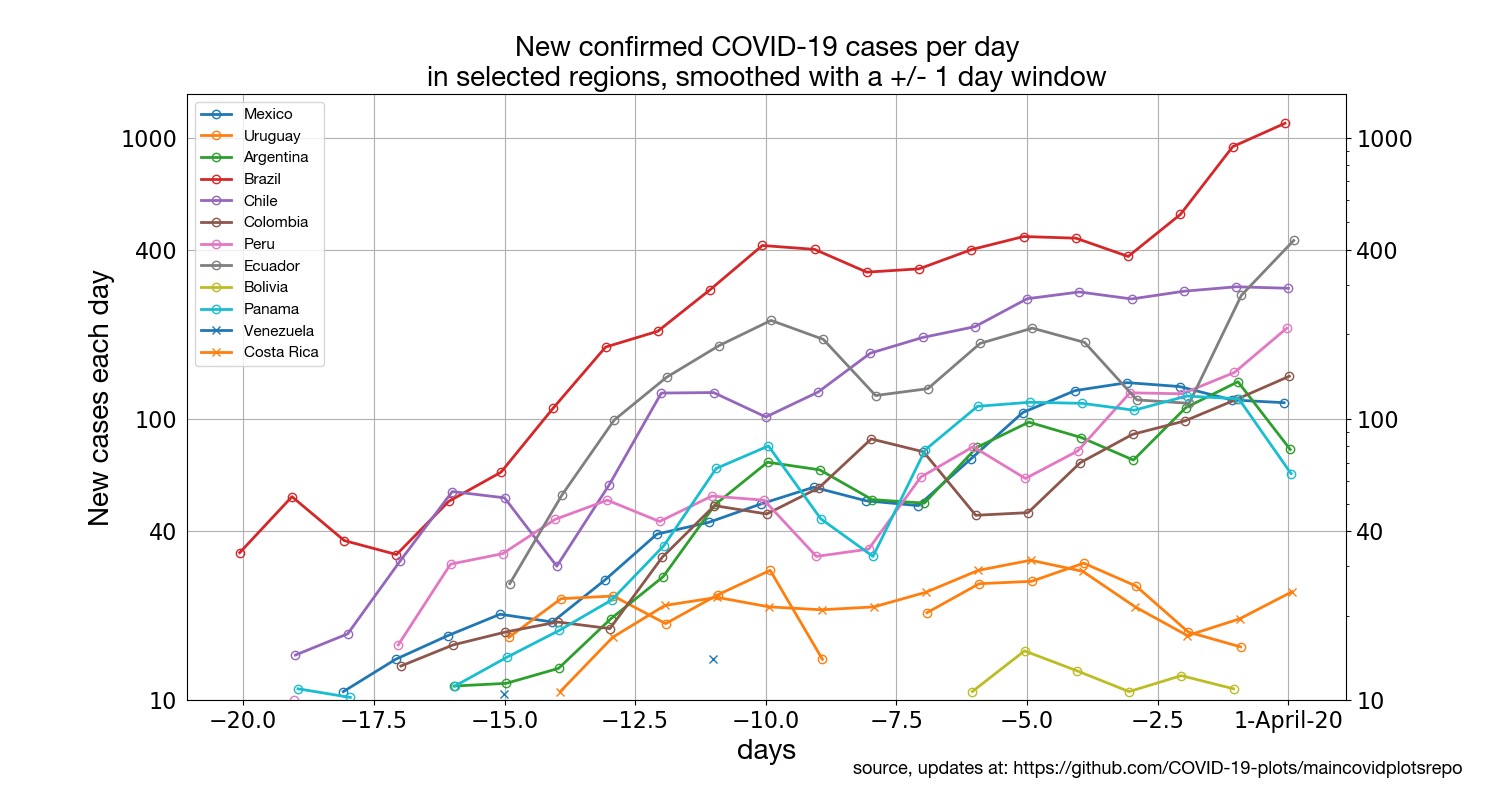 New confirmed COVID-19 cases per day
in selected regions, smoothed with a +/- 1 day window
Mexico
Uruguay
Argentina
Brazil
Chile
Colombia
Peru
Ecuador
Bolivia
Panama
Venezuela
Costa Rica
New cases each day
1000
400
100
40
10
1000
400
100
40
10
−20.0 −17.5 −15.0 −12.5 −10.0 −7.5 −5.0 −2.5 1-April-20
days
source, updates at: https://github.com/COVID-19-plots/maincovidplotsrepo